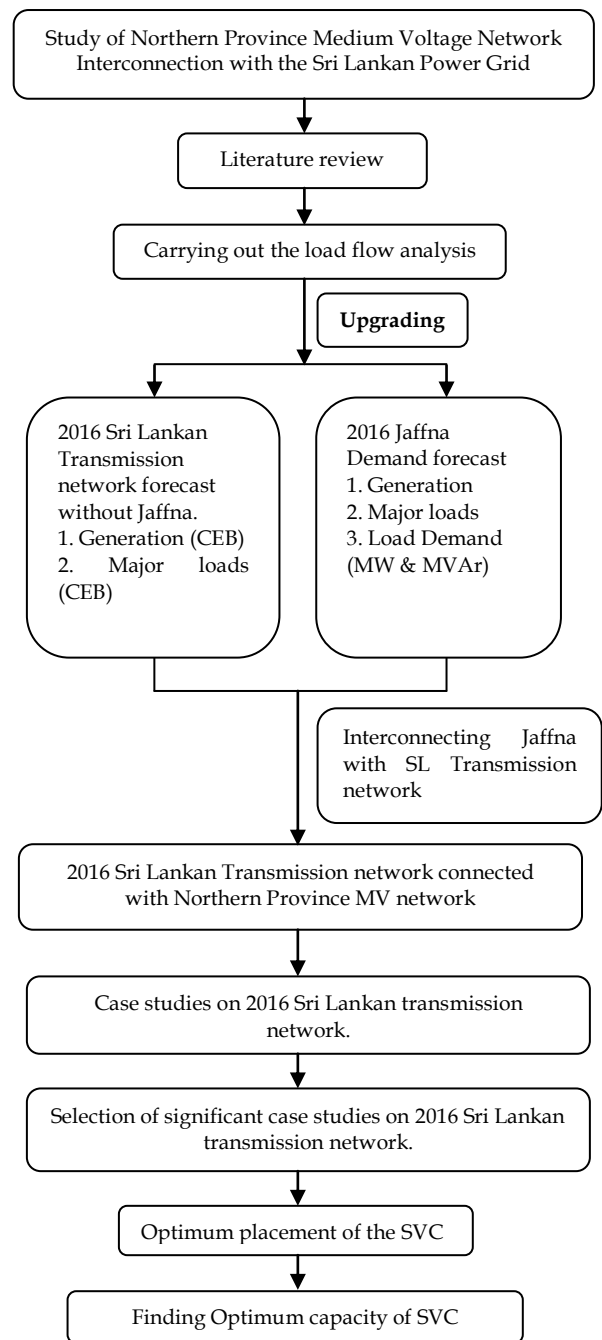 Study of Northern Province Medium Voltage Network
Interconnection with the Sri Lankan Power Grid
Literature review
Carrying out the load flow analysis
Upgrading
2016 Sri Lankan
Transmission
network forecast
without Jaffna.
1. Generation (CEB)
2. Major loads
(CEB)
2016 Jaffna
Demand forecast
1. Generation
2. Major loads
3. Load Demand
(MW & MVAr)
Interconnecting Jaffna
with SL Transmission
network
2016 Sri Lankan Transmission network connected
with Northern Province MV network
Case studies on 2016 Sri Lankan transmission
network.
Selection of significant case studies on 2016 Sri Lankan
transmission network.
Optimum placement of the SVC
Finding Optimum capacity of SVC